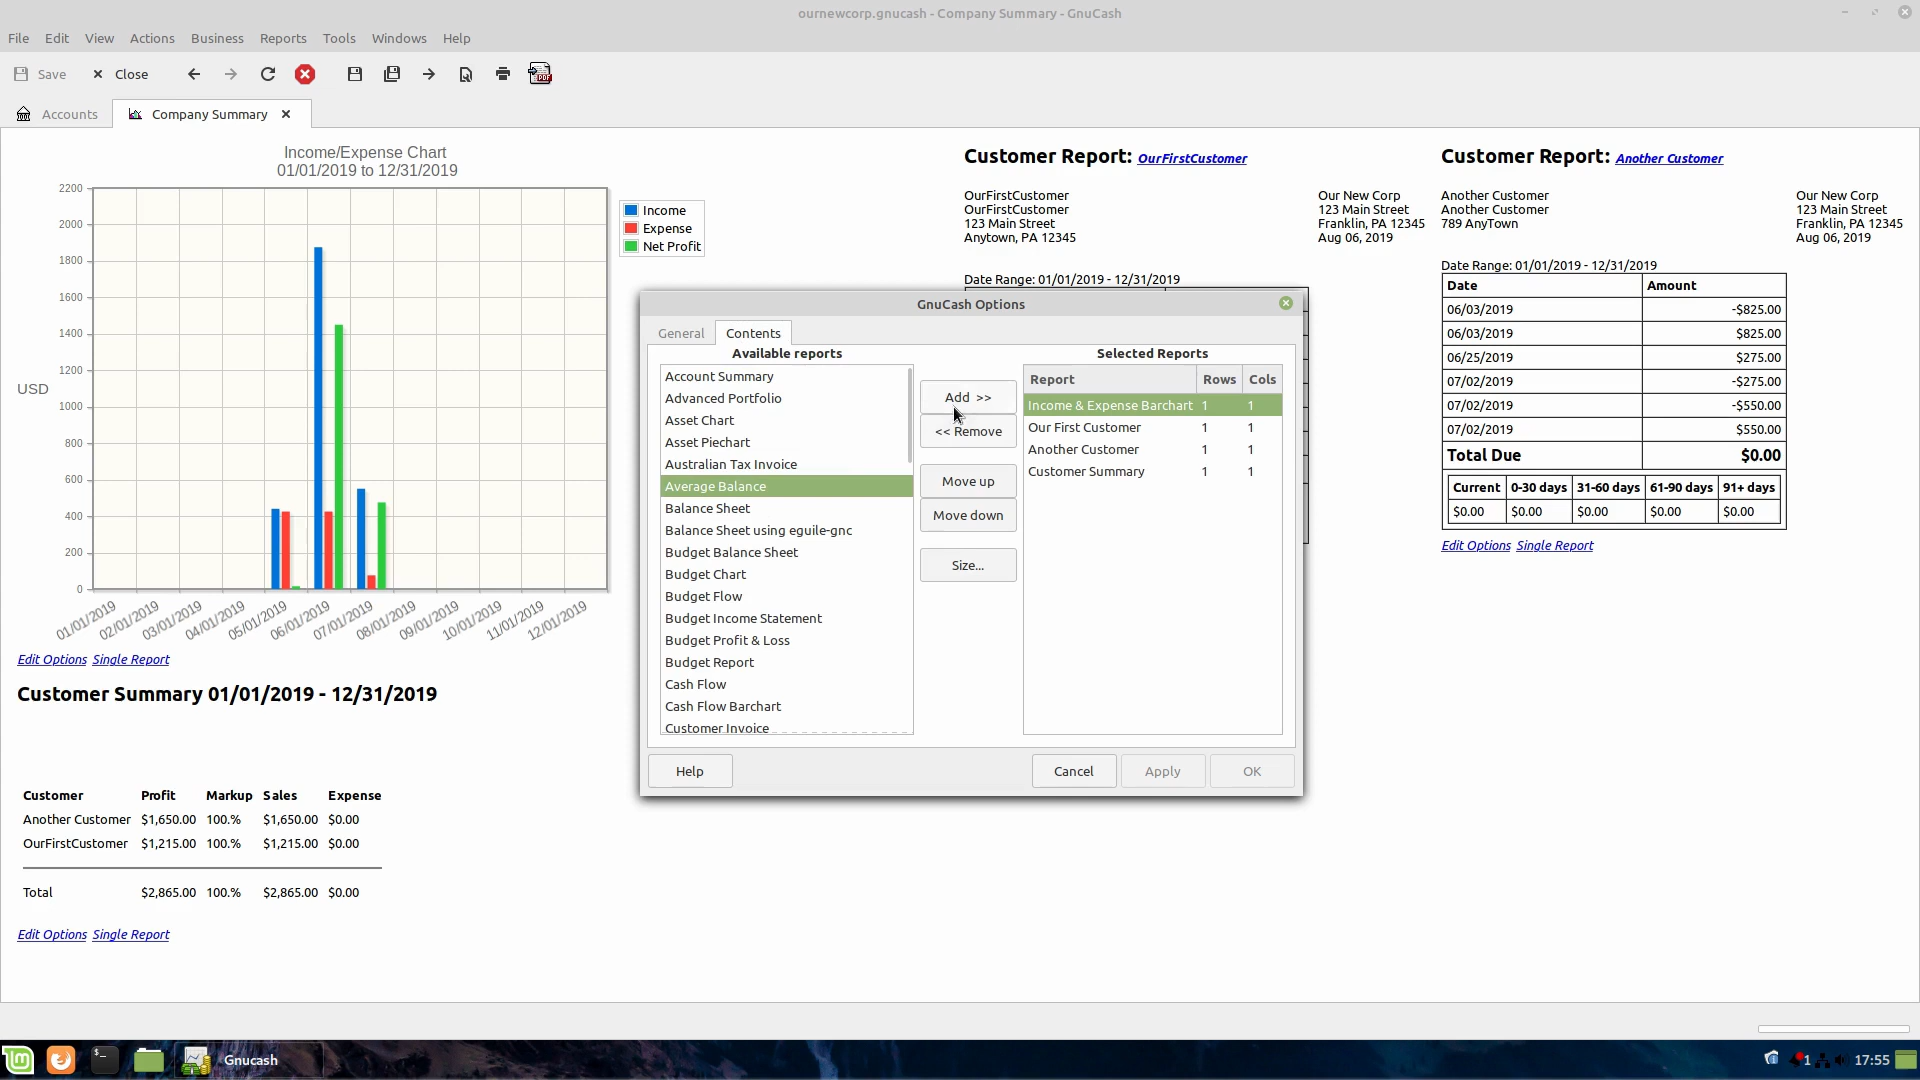 ournewcorp.gnucash - Company Summary - GnuCash
File Edit View Actions Business Reports Tools Windows Help
Save Close
Accounts Company Summary
Income/Expense Chart
01/01/2019 to 12/31/2019
2200
2000
1800
1600
1400
1200
1000
800
600
400
200
0
USD
Income
Expense
Net Profit
01/01/2019 02/01/2019 03/01/2019 04/01/2019 05/01/2019 06/01/2019 07/01/2019 08/01/2019 09/01/2019 10/01/2019 11/01/2019 12/01/2019
Edit Options Single Report
Customer Summary 01/01/2019 - 12/31/2019
Customer Profit Markup Sales Expense
Another Customer $1,650.00 100.% $1,650.00 $0.00
OurFirstCustomer $1,215.00 100.% $1,215.00 $0.00
Total $2,865.00 100.% $2,865.00 $0.00
Edit Options Single Report
Customer Report: OurFirstCustomer
OurFirstCustomer
OurFirstCustomer
123 Main Street
Anytown, PA 12345
Our New Corp
123 Main Street
Franklin, PA 12345
Aug 06, 2019
Date Range: 01/01/2019 - 12/31/2019
Customer Report: Another Customer
Another Customer
Another Customer
789 AnyTown
Our New Corp
123 Main Street
Franklin, PA 12345
Aug 06, 2019
Date Range: 01/01/2019 - 12/31/2019
Date Amount
06/03/2019 -$825.00
06/03/2019 $825.00
06/25/2019 $275.00
07/02/2019 -$275.00
07/02/2019 -$550.00
07/02/2019 $550.00
Total Due $0.00
Current 0-30 days 31-60 days 61-90 days 91+ days
$0.00 $0.00 $0.00 $0.00 $0.00
Edit Options Single Report
GnuCash Options
General Contents
Available reports
Account Summary
Advanced Portfolio
Asset Chart
Asset Piechart
Australian Tax Invoice
Average Balance
Balance Sheet
Balance Sheet using eguile-gnc
Budget Balance Sheet
Budget Chart
Budget Flow
Budget Income Statement
Budget Profit & Loss
Budget Report
Cash Flow
Cash Flow Barchart
Customer Invoice
Add >>
<< Remove
Move up
Move down
Size...
Selected Reports
Report Rows Cols
Income & Expense Barchart 1 1
Our First Customer 1 1
Another Customer 1 1
Customer Summary 1 1
Help Cancel Apply OK
Gnucash
1 17:55